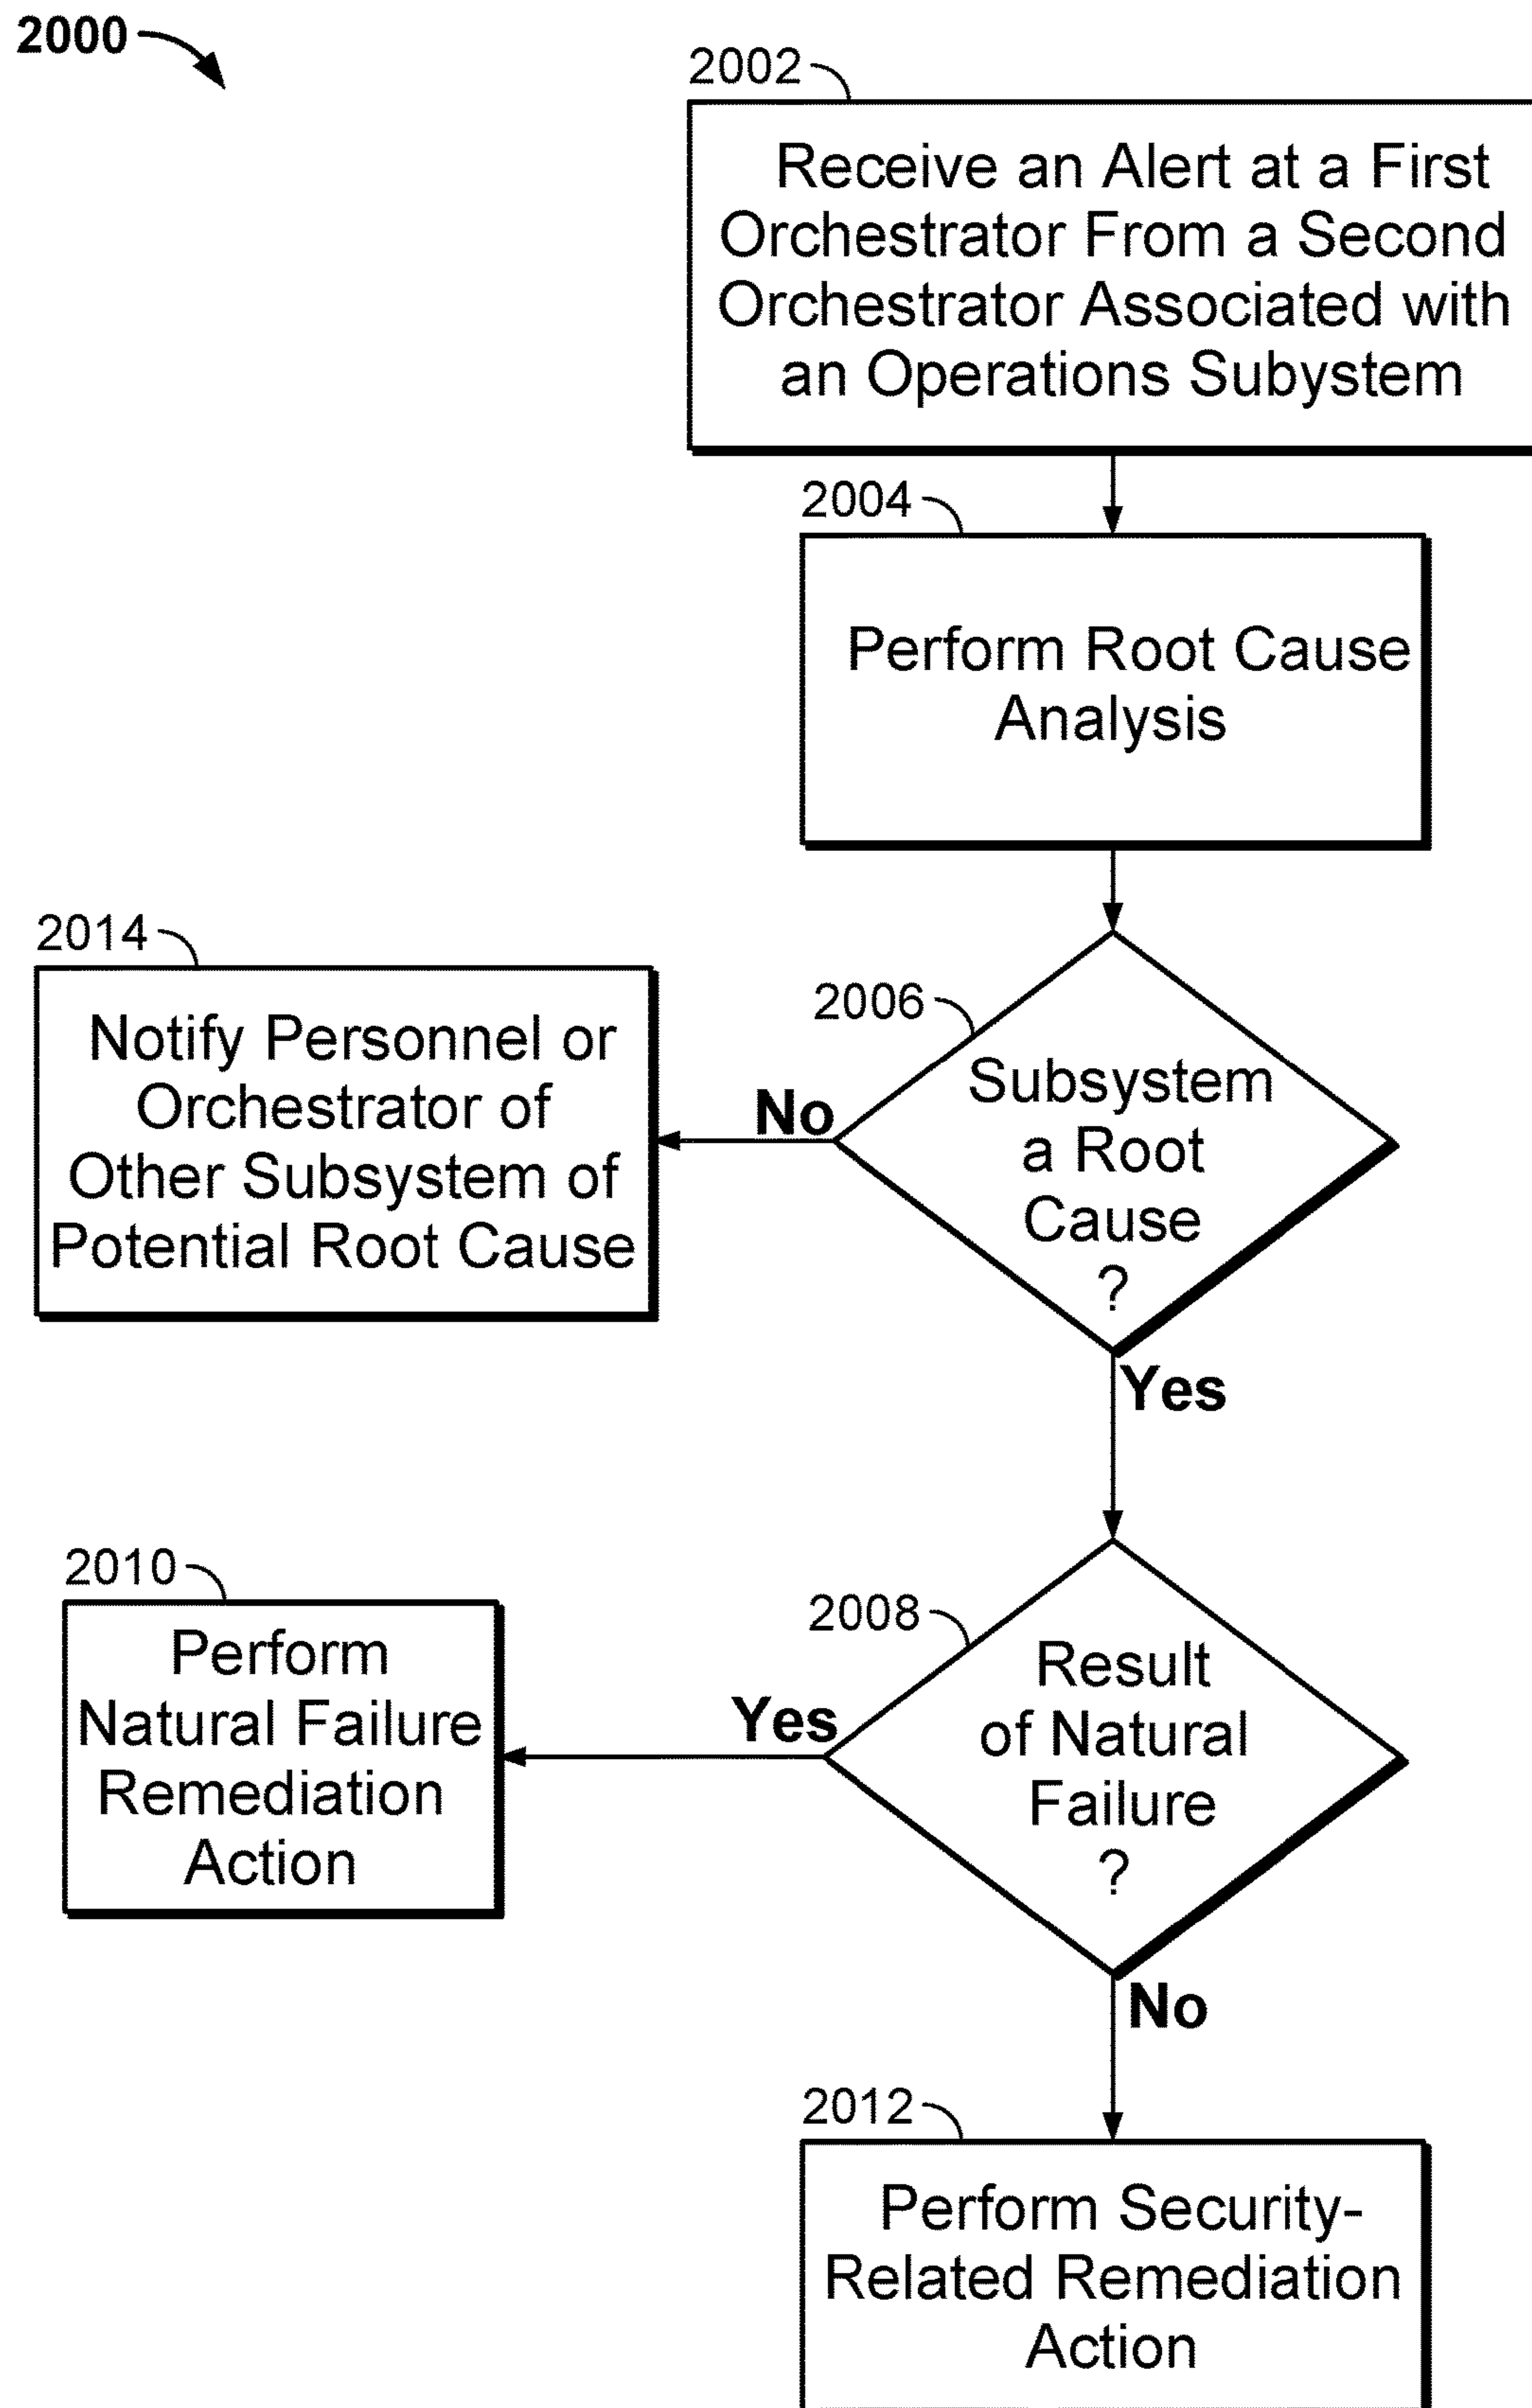 2000
2002
Receive an Alert at a First
Orchestrator From a Second
Orchestrator Associated with
an Operations Subystem
2004
Perform Root Cause
Analysis
2014
Notify Personnel or
Orchestrator of
Other Subsystem of
Potential Root Cause
2006
Subsystem
a Root
Cause
?
No
Yes
2010
Perform
Natural Failure
Remediation
Action
2008
Result
of Natural
Failure
?
Yes
No
2012
Perform Security-
Related Remediation
Action